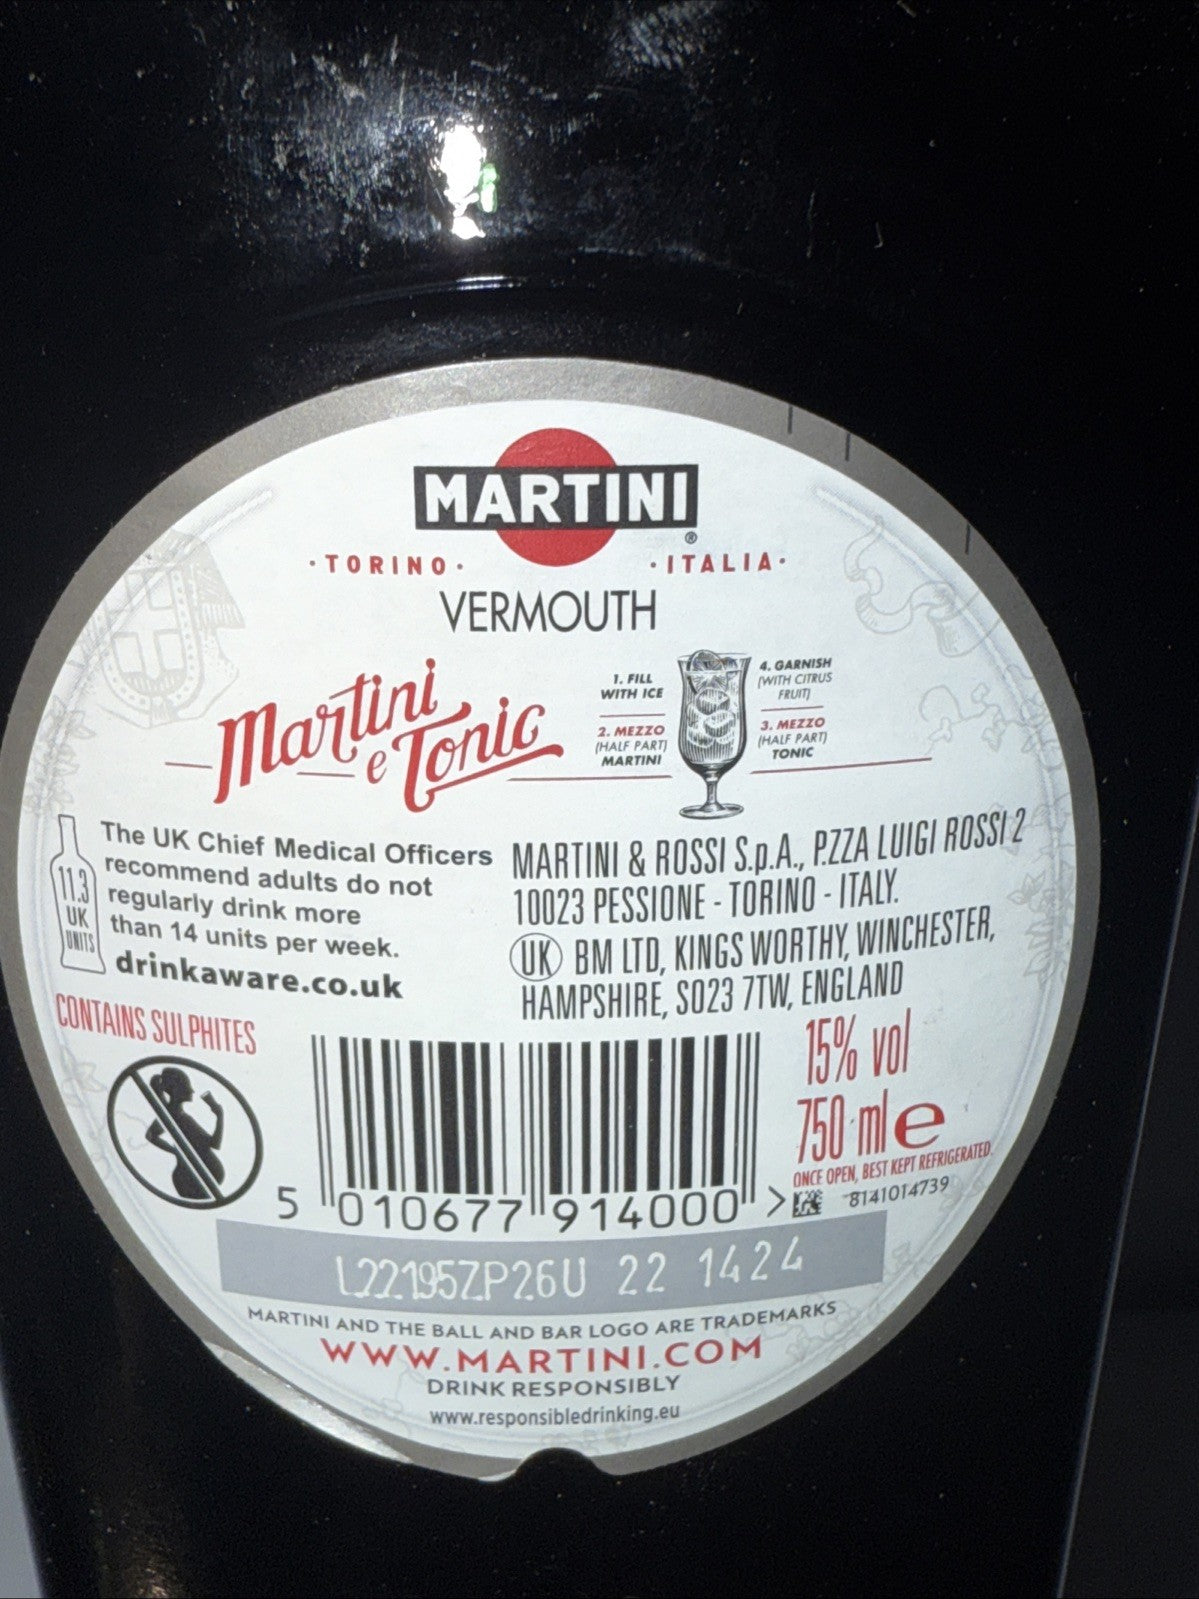 MARTINI
®
·TORINO· ·ITALIA·
VERMOUTH
Martini
e Tonic
1. FILL
WITH ICE
2. MEZZO
(HALF PART)
MARTINI
4. GARNISH
(WITH CITRUS
FRUIT)
3. MEZZO
(HALF PART)
TONIC
11.3
UK
UNITS
The UK Chief Medical Officers
recommend adults do not
regularly drink more
than 14 units per week.
drinkaware.co.uk
MARTINI & ROSSI S.p.A., P.ZZA LUIGI ROSSI 2
10023 PESSIONE - TORINO - ITALY.
UK BM LTD, KINGS WORTHY, WINCHESTER,
HAMPSHIRE, SO23 7TW, ENGLAND
CONTAINS SULPHITES
15% vol
750 ml e
ONCE OPEN, BEST KEPT REFRIGERATED.
8141014739
5 010677 914000 >
L22195ZP26U 22 1424
MARTINI AND THE BALL AND BAR LOGO ARE TRADEMARKS
WWW.MARTINI.COM
DRINK RESPONSIBLY
www.responsibledrinking.eu